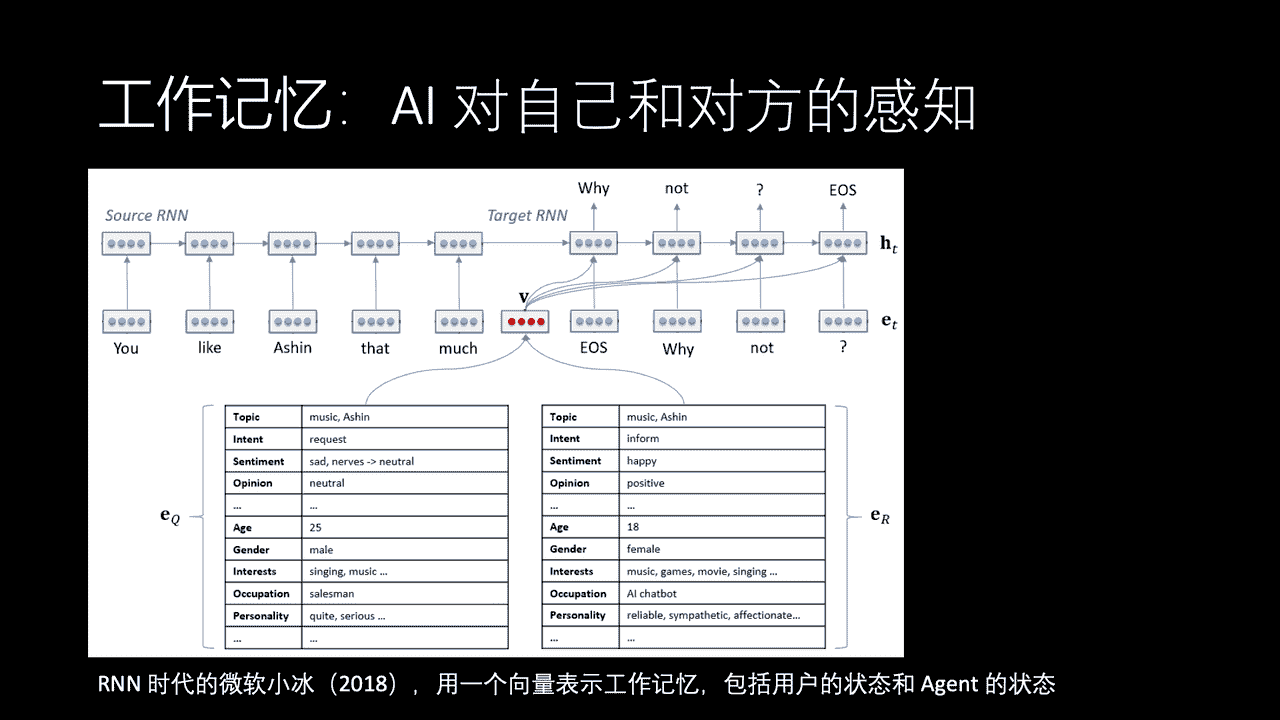 工作记忆：AI 对自己和对方的感知
Why not ? EOS
Source RNN Target RNN
h_t
v
e_t
You like Ashin that much EOS Why not ?
Topic music, Ashin
Intent request
Sentiment sad, nerves -> neutral
Opinion neutral
... ...
Age 25
Gender male
Interests singing, music ...
Occupation salesman
Personality quite, serious ...
... ...
e_Q
Topic music, Ashin
Intent inform
Sentiment happy
Opinion positive
... ...
Age 18
Gender female
Interests music, games, movie, singing ...
Occupation AI chatbot
Personality reliable, sympathetic, affectionate...
... ...
e_R
RNN 时代的微软小冰（2018），用一个向量表示工作记忆，包括用户的状态和 Agent 的状态